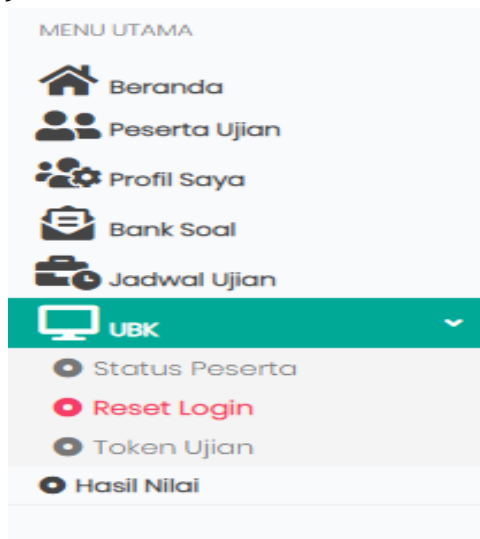 MENU UTAMA
Beranda
Peserta Ujian
Profil Saya
Bank Soal
Jadwal Ujian
UBK
Status Peserta
Reset Login
Token Ujian
Hasil Nilai